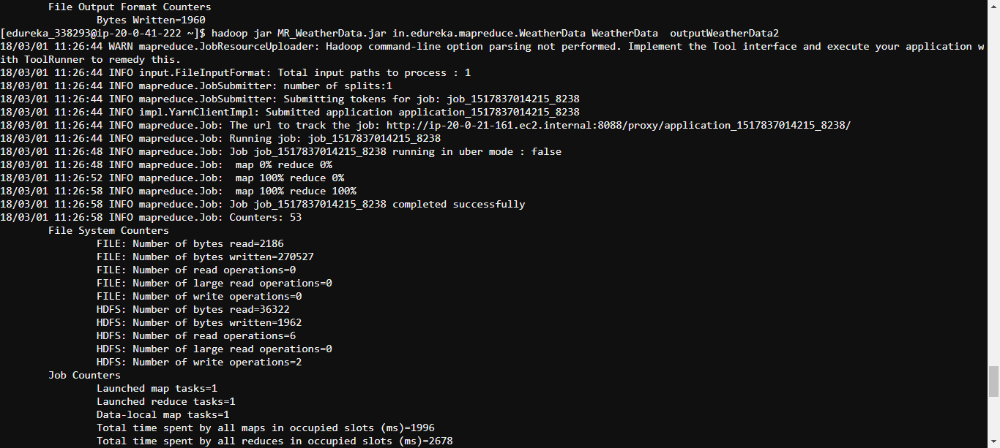 File Output Format Counters
Bytes Written=1960
[edureka_338293@ip-20-0-41-222 ~]$ hadoop jar MR_WeatherData.jar in.edureka.mapreduce.WeatherData WeatherData  outputWeatherData2
18/03/01 11:26:44 WARN mapreduce.JobResourceUploader: Hadoop command-line option parsing not performed. Implement the Tool interface and execute your application w
ith ToolRunner to remedy this.
18/03/01 11:26:44 INFO input.FileInputFormat: Total input paths to process : 1
18/03/01 11:26:44 INFO mapreduce.JobSubmitter: number of splits:1
18/03/01 11:26:44 INFO mapreduce.JobSubmitter: Submitting tokens for job: job_1517837014215_8238
18/03/01 11:26:44 INFO impl.YarnClientImpl: Submitted application application_1517837014215_8238
18/03/01 11:26:44 INFO mapreduce.Job: The url to track the job: http://ip-20-0-21-161.ec2.internal:8088/proxy/application_1517837014215_8238/
18/03/01 11:26:44 INFO mapreduce.Job: Running job: job_1517837014215_8238
18/03/01 11:26:48 INFO mapreduce.Job: Job job_1517837014215_8238 running in uber mode : false
18/03/01 11:26:48 INFO mapreduce.Job:  map 0% reduce 0%
18/03/01 11:26:52 INFO mapreduce.Job:  map 100% reduce 0%
18/03/01 11:26:58 INFO mapreduce.Job:  map 100% reduce 100%
18/03/01 11:26:58 INFO mapreduce.Job: Job job_1517837014215_8238 completed successfully
18/03/01 11:26:58 INFO mapreduce.Job: Counters: 53
File System Counters
FILE: Number of bytes read=2186
FILE: Number of bytes written=270527
FILE: Number of read operations=0
FILE: Number of large read operations=0
FILE: Number of write operations=0
HDFS: Number of bytes read=36322
HDFS: Number of bytes written=1962
HDFS: Number of read operations=6
HDFS: Number of large read operations=0
HDFS: Number of write operations=2
Job Counters
Launched map tasks=1
Launched reduce tasks=1
Data-local map tasks=1
Total time spent by all maps in occupied slots (ms)=1996
Total time spent by all reduces in occupied slots (ms)=2678